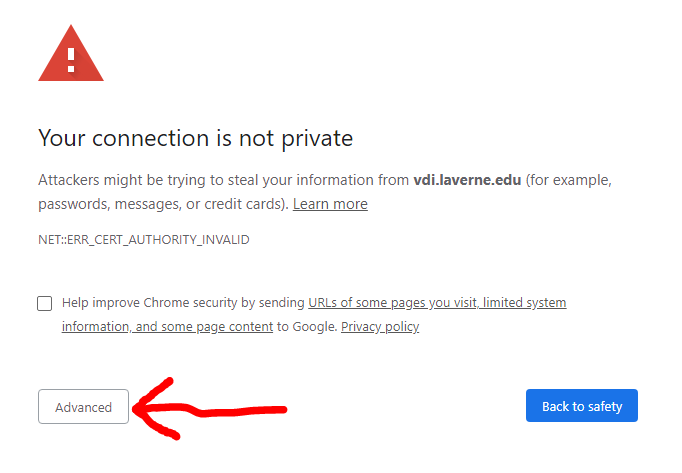 Your connection is not private
Attackers might be trying to steal your information from vdi.laverne.edu (for example,
passwords, messages, or credit cards). Learn more
NET::ERR_CERT_AUTHORITY_INVALID
Help improve Chrome security by sending URLs of some pages you visit, limited system
information, and some page content to Google. Privacy policy
Advanced
Back to safety